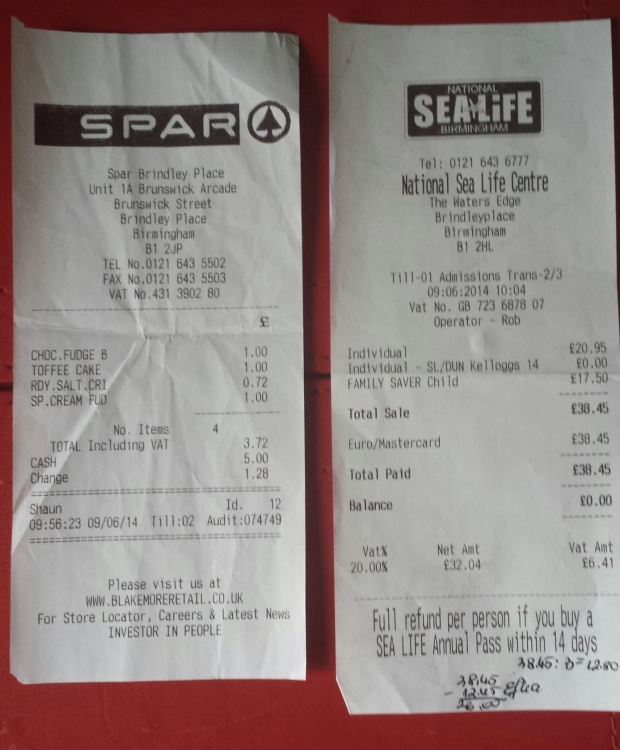 SPAR
Spar Brindley Place
Unit 1A Brunswick Arcade
Brunswick Street
Brindley Place
Birmingham
B1 2JP
TEL No.0121 643 5502
FAX No.0121 643 5503
VAT No.431 3902 80
£
CHOC.FUDGE B 1.00
TOFFEE CAKE 1.00
RDY.SALT.CRI 0.72
SP.CREAM FUD 1.00
No. Items 4
TOTAL Including VAT 3.72
CASH 5.00
Change 1.28
Shaun Id. 12
09:56:23 09/06/14 Till:02 Audit:074749
Please visit us at
WWW.BLAKEMORERETAIL.CO.UK
For Store Locator, Careers & Latest News
INVESTOR IN PEOPLE
NATIONAL
SEA LiFE
BIRMINGHAM
Tel: 0121 643 6777
National Sea Life Centre
The Waters Edge
Brindleyplace
Birmingham
B1 2HL
Till-01 Admissions Trans-2/3
09:06:2014 10:04
Vat No. GB 723 6878 07
Operator - Rob
Individual £20.95
Individual - SL/DUN Kelloggs 14 £0.00
FAMILY SAVER Child £17.50
Total Sale £38.45
Euro/Mastercard £38.45
Total Paid £38.45
Balance £0.00
Vat% Net Amt Vat Amt
20.00% £32.04 £6.41
Full refund per person if you buy a
SEA LIFE Annual Pass within 14 days
38.45:
38.45